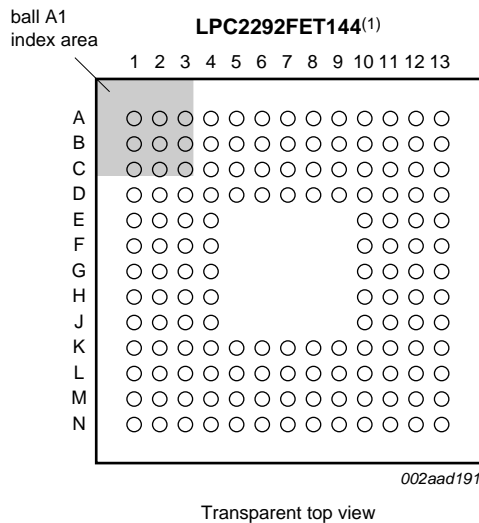 ball A1
index area
LPC2292FET144(1)
1 2 3 4 5 6 7 8 9 10 11 12 13
A
B
C
D
E
F
G
H
J
K
L
M
N
002aad191
Transparent top view